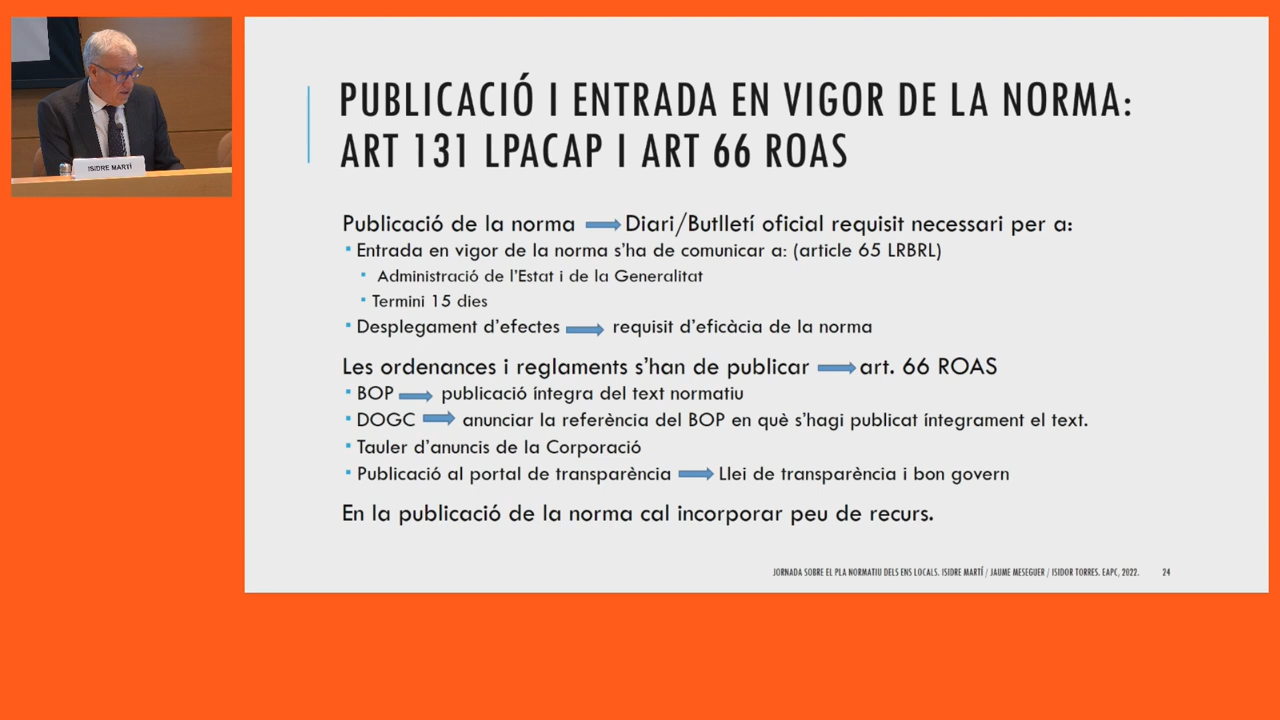 ISIDRE MARTÍ
PUBLICACIÓ I ENTRADA EN VIGOR DE LA NORMA:
ART 131 LPACAP I ART 66 ROAS
Publicació de la norma Diari/Butlletí oficial requisit necessari per a:
Entrada en vigor de la norma s'ha de comunicar a: (article 65 LRBRL)
Administració de l'Estat i de la Generalitat
Termini 15 dies
Desplegament d'efectes requisit d'eficàcia de la norma
Les ordenances i reglaments s'han de publicar art. 66 ROAS
BOP publicació íntegra del text normatiu
DOGC anunciar la referència del BOP en què s'hagi publicat íntegrament el text.
Tauler d'anuncis de la Corporació
Publicació al portal de transparència Llei de transparència i bon govern
En la publicació de la norma cal incorporar peu de recurs.
JORNADA SOBRE EL PLA NORMATIU DELS ENS LOCALS. ISIDRE MARTÍ / JAUME MESEGUER / ISIDOR TORRES. EAPC, 2022. 24